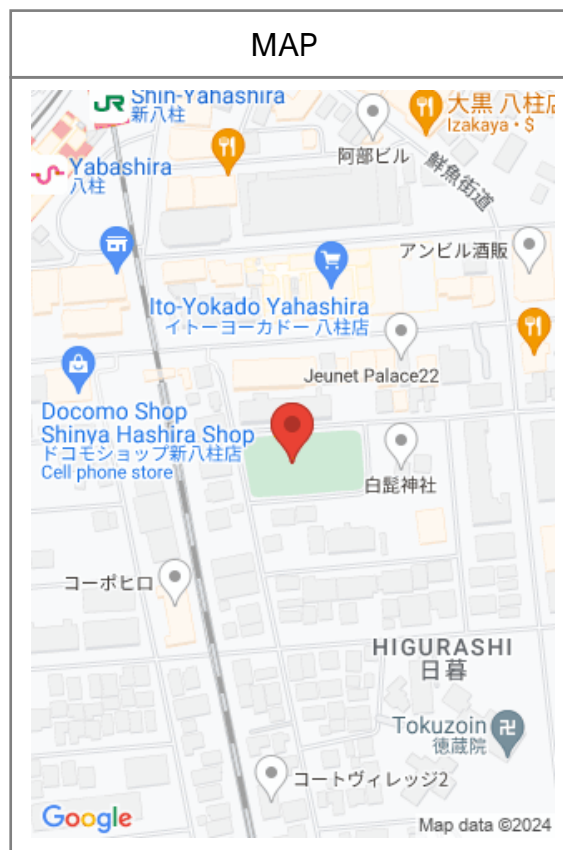 MAP
JR
Shin-Yahashira
新八柱
大黒 八柱店
Izakaya • $
阿部ビル
鮮魚街道
Yabashira
八柱
アンビル酒販
Ito-Yokado Yahashira
イトーヨーカドー 八柱店
Jeunet Palace22
Docomo Shop
Shinya Hashira Shop
ドコモショップ新八柱店
Cell phone store
白髭神社
コーポヒロ
HIGURASHI
日暮
Tokuzoin
徳蔵院
コートヴィレッジ2
Google
Map data ©2024